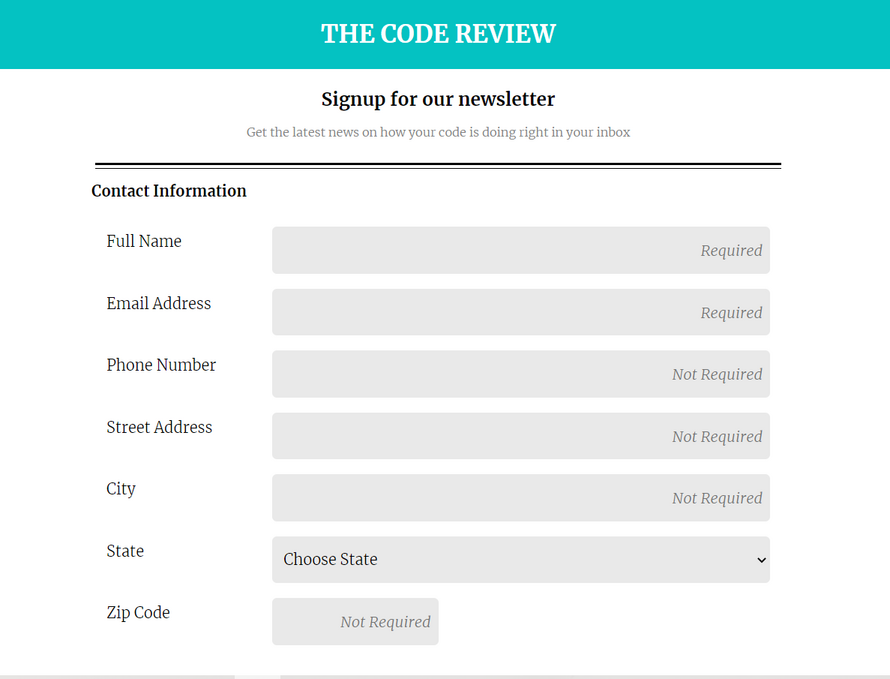 THE CODE REVIEW
Signup for our newsletter
Get the latest news on how your code is doing right in your inbox
Contact Information
Full Name
Required
Email Address
Required
Phone Number
Not Required
Street Address
Not Required
City
Not Required
State
Choose State
Zip Code
Not Required